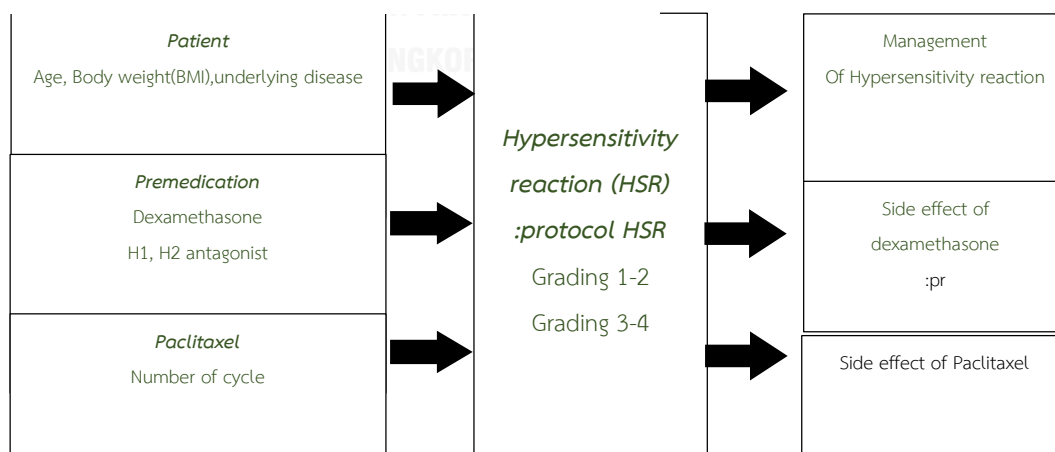 Patient
Age, Body weight(BMI),underlying disease
Premedication
Dexamethasone
H1, H2 antagonist
Paclitaxel
Number of cycle
Hypersensitivity
reaction (HSR)
:protocol HSR
Grading 1-2
Grading 3-4
Management
Of Hypersensitivity reaction
Side effect of
dexamethasone
:pr
Side effect of Paclitaxel